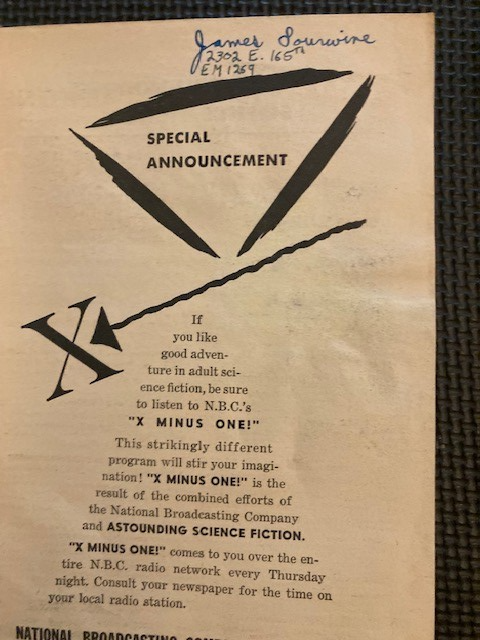 James Sourwine
2302 E. 165TH
EM 1259
SPECIAL
ANNOUNCEMENT
X
If
you like
good adven-
ture in adult sci-
ence fiction, be sure
to listen to N.B.C.'s
"X MINUS ONE!"
This strikingly different
program will stir your imagi-
nation! "X MINUS ONE!" is the
result of the combined efforts of
the National Broadcasting Company
and ASTOUNDING SCIENCE FICTION.
"X MINUS ONE!" comes to you over the en-
tire N.B.C. radio network every Thursday
night. Consult your newspaper for the time on
your local radio station.
NATIONAL BROADCASTING